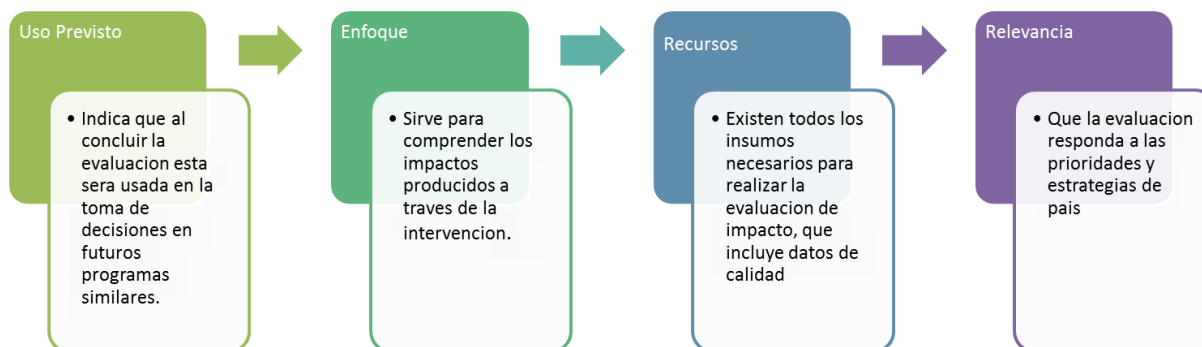 Uso Previsto
• Indica que al
concluir la
evaluacion esta
sera usada en la
toma de
decisiones en
futuros
programas
similares.
Enfoque
• Sirve para
comprender los
impactos
producidos a
traves de la
intervencion.
Recursos
• Existen todos los
insumos
necesarios para
realizar la
evaluacion de
impacto, que
incluye datos de
calidad
Relevancia
• Que la evaluacion
responda a las
prioridades y
estrategias de
pais